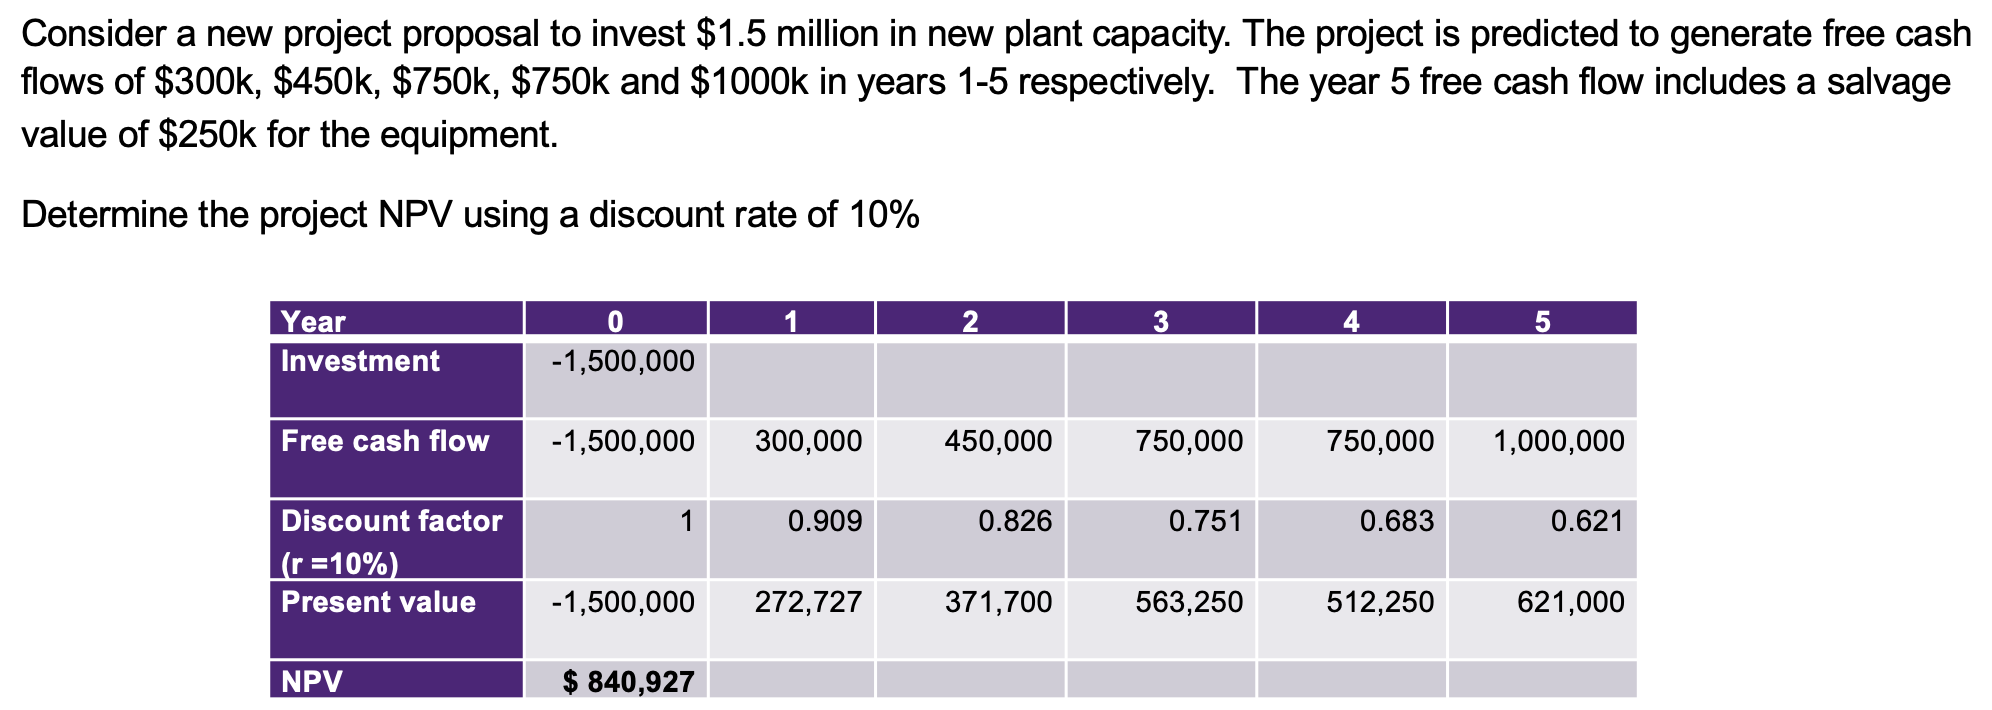 Consider a new project proposal to invest $1.5 million in new plant capacity. The project is predicted to generate free cash
flows of $300k, $450k, $750k, $750k and $1000k in years 1-5 respectively.  The year 5 free cash flow includes a salvage
value of $250k for the equipment.
Determine the project NPV using a discount rate of 10%
Year 0 1 2 3 4 5
Investment -1,500,000
Free cash flow -1,500,000 300,000 450,000 750,000 750,000 1,000,000
Discount factor 1 0.909 0.826 0.751 0.683 0.621
(r =10%)
Present value -1,500,000 272,727 371,700 563,250 512,250 621,000
NPV $ 840,927